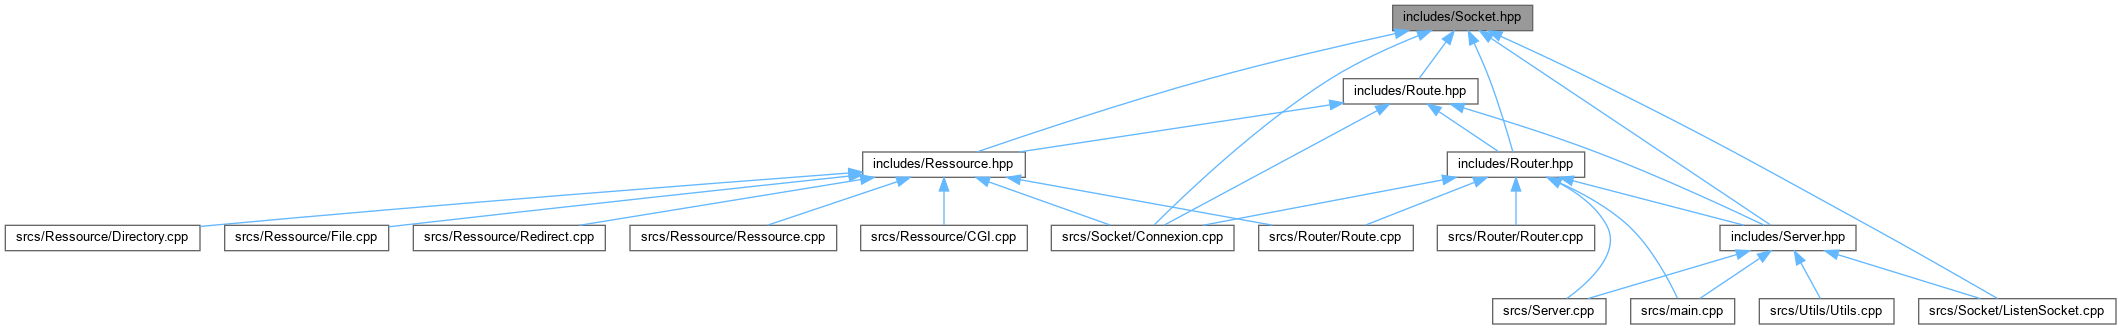 includes/Socket.hpp
includes/Route.hpp
includes/Ressource.hpp
includes/Router.hpp
srcs/Ressource/Directory.cpp
srcs/Ressource/File.cpp
srcs/Ressource/Redirect.cpp
srcs/Ressource/Ressource.cpp
srcs/Ressource/CGI.cpp
srcs/Socket/Connexion.cpp
srcs/Router/Route.cpp
srcs/Router/Router.cpp
includes/Server.hpp
srcs/Server.cpp
srcs/main.cpp
srcs/Utils/Utils.cpp
srcs/Socket/ListenSocket.cpp